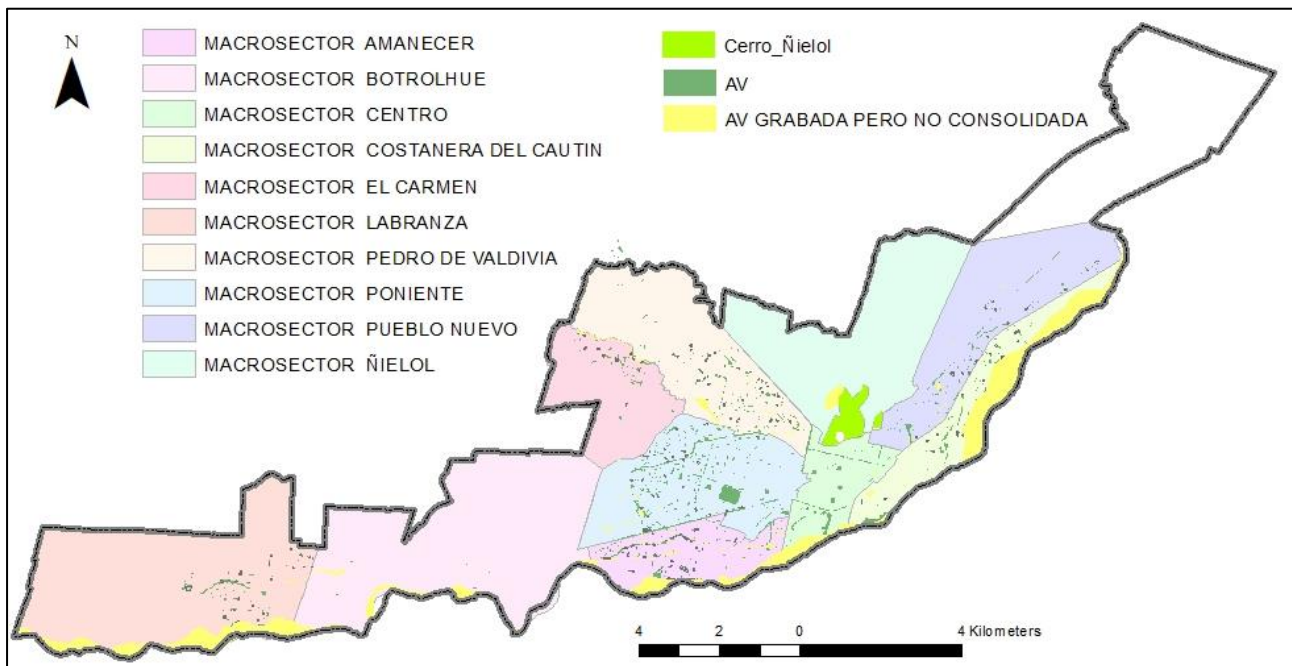 N
MACROSECTOR AMANECER
MACROSECTOR BOTROLHUE
MACROSECTOR CENTRO
MACROSECTOR COSTANERA DEL CAUTIN
MACROSECTOR EL CARMEN
MACROSECTOR LABRANZA
MACROSECTOR PEDRO DE VALDIVIA
MACROSECTOR PONIENTE
MACROSECTOR PUEBLO NUEVO
MACROSECTOR ÑIELOL
Cerro_Ñielol
AV
AV GRABADA PERO NO CONSOLIDADA
4 2 0 4 Kilometers